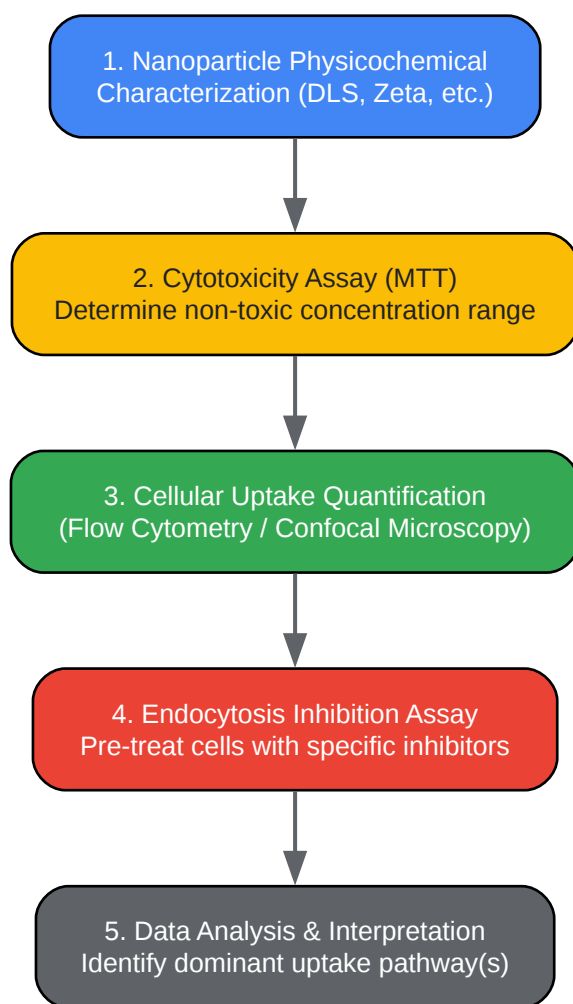 1. Nanoparticle Physicochemical
Characterization (DLS, Zeta, etc.)
2. Cytotoxicity Assay (MTT)
Determine non-toxic concentration range
3. Cellular Uptake Quantification
(Flow Cytometry / Confocal Microscopy)
4. Endocytosis Inhibition Assay
Pre-treat cells with specific inhibitors
5. Data Analysis & Interpretation
Identify dominant uptake pathway(s)